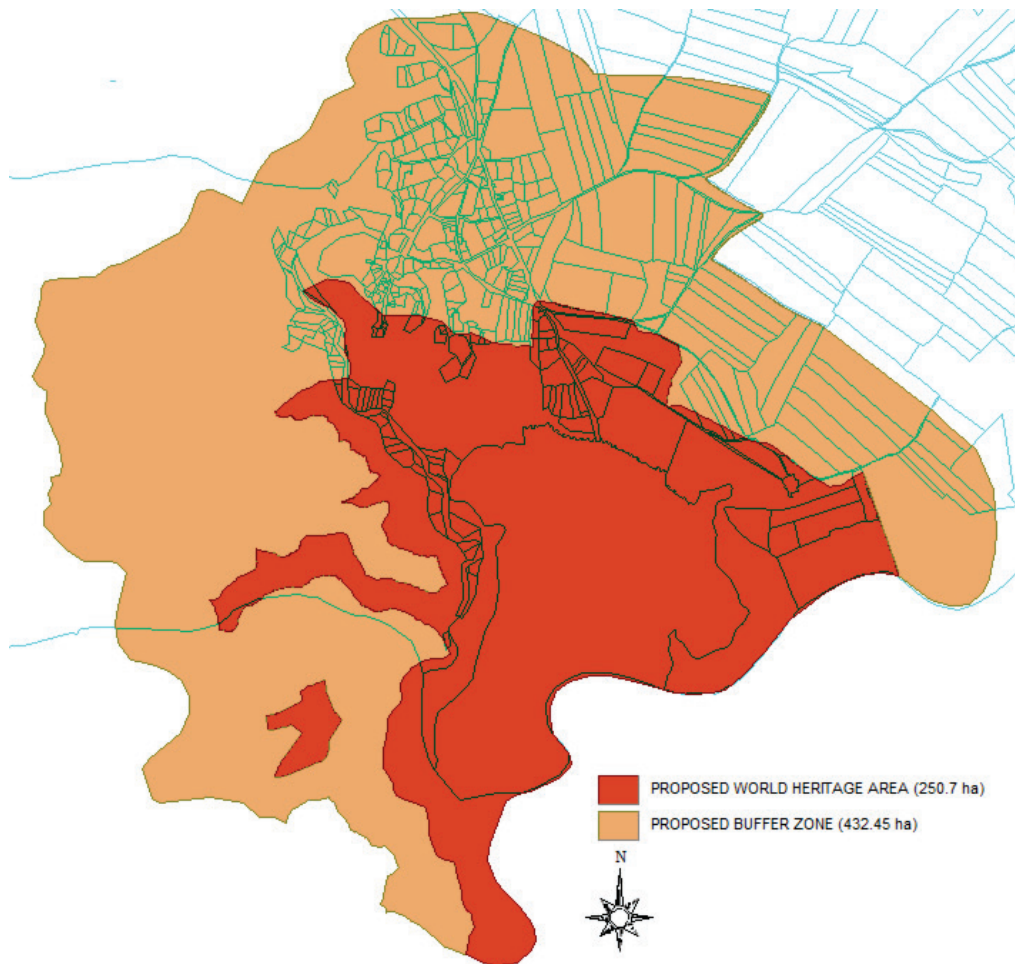 PROPOSED WORLD HERITAGE AREA (250.7 ha)
PROPOSED BUFFER ZONE (432.45 ha)
N